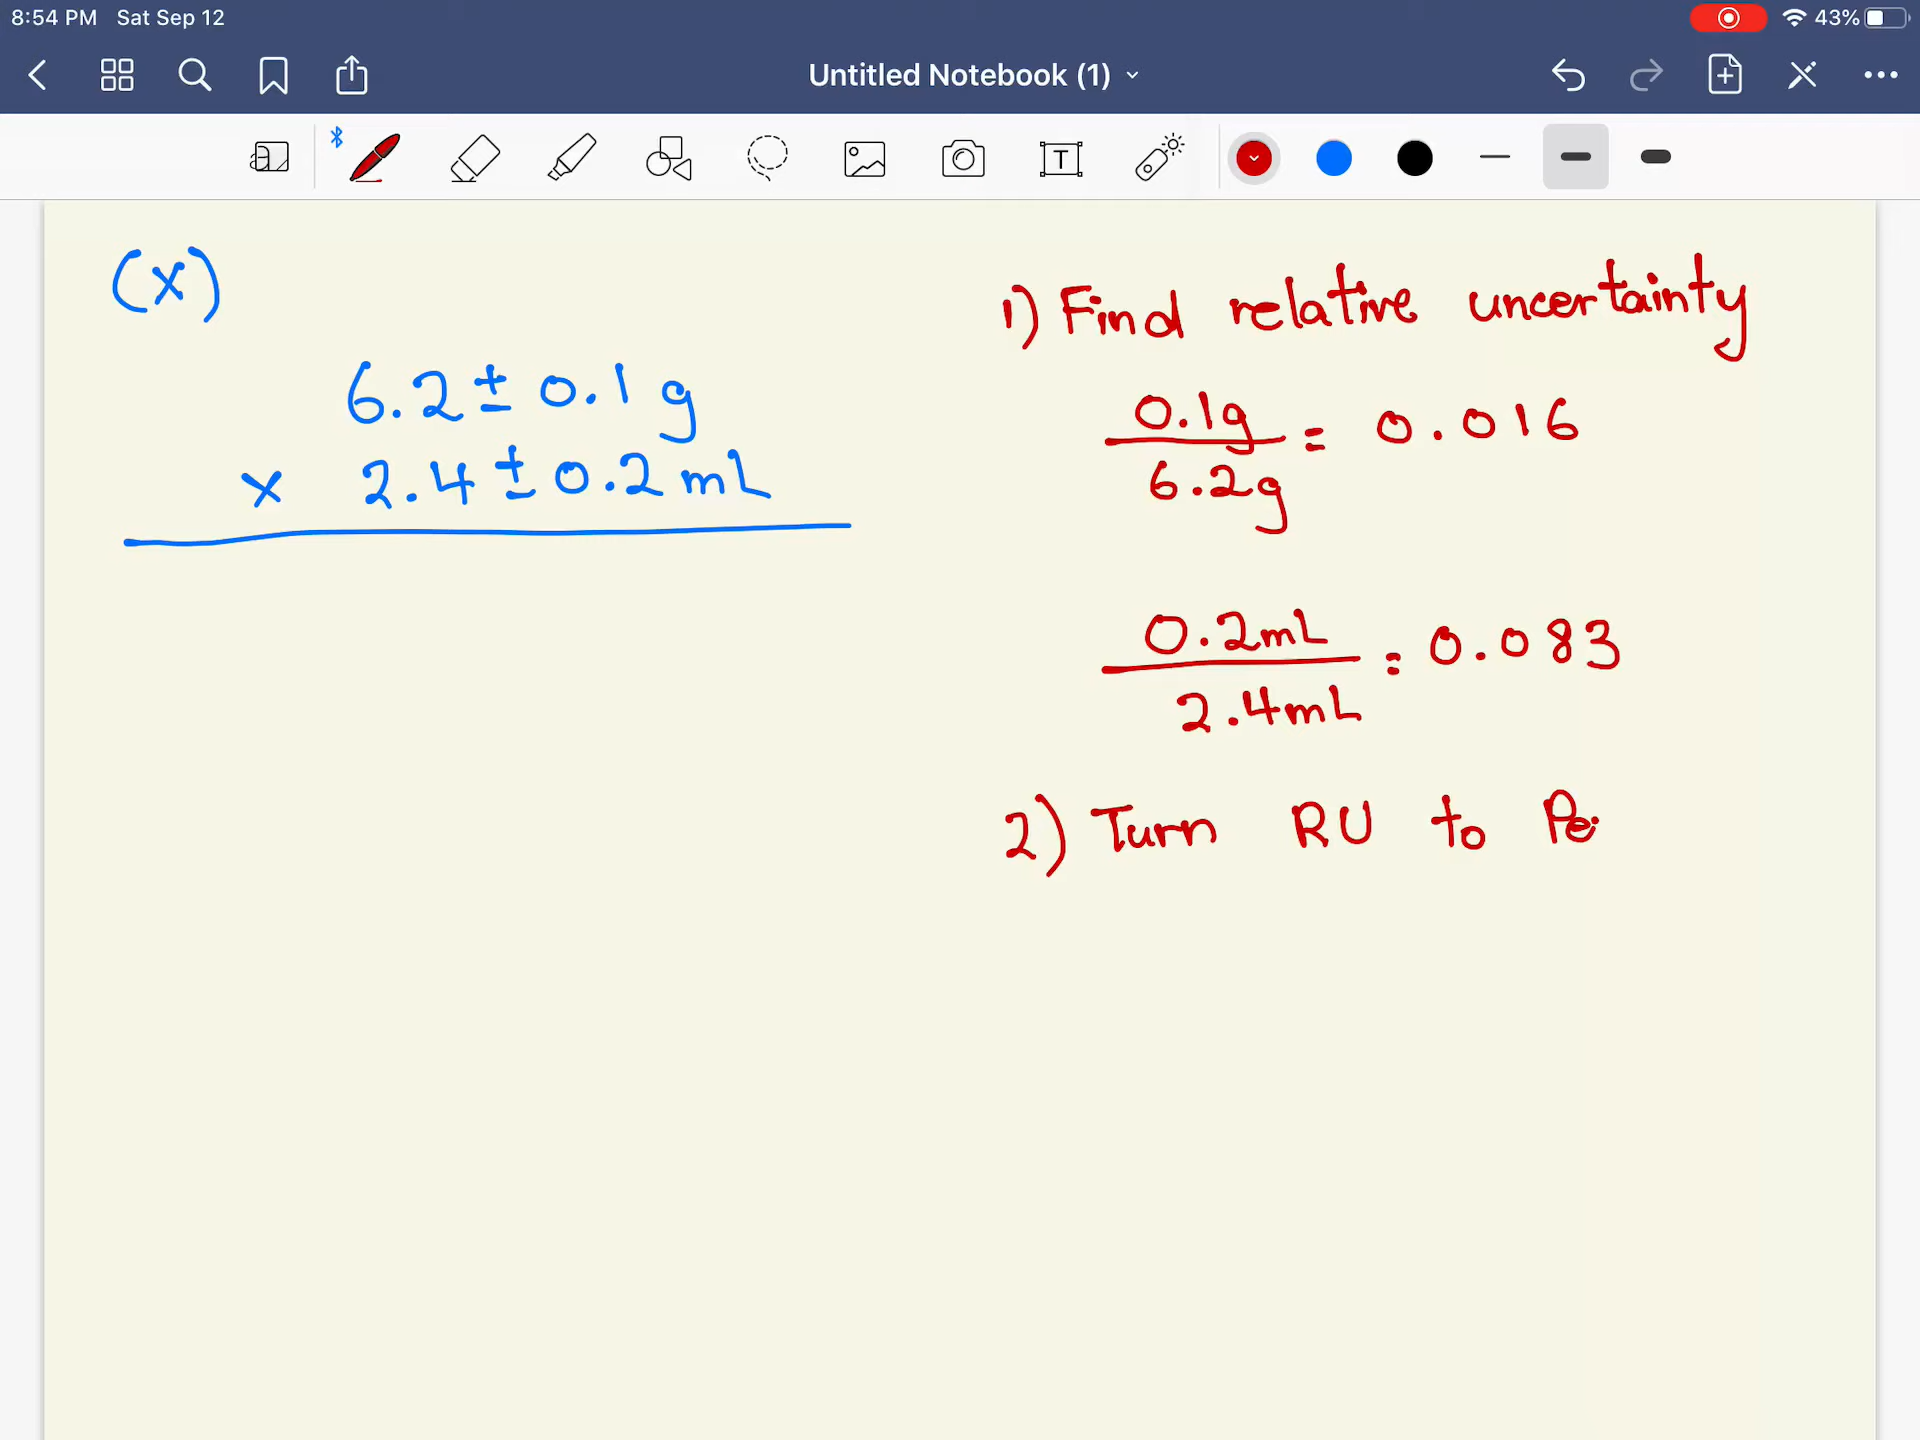 8:54 PM Sat Sep 12
43%
Untitled Notebook (1)
(x)
6.2 ± 0.1 g
x 2.4 ± 0.2 mL
1) Find relative uncertainty
0.1g
= 0.016
6.2g
0.2mL
= 0.083
2.4mL
2) Turn RU to Pe